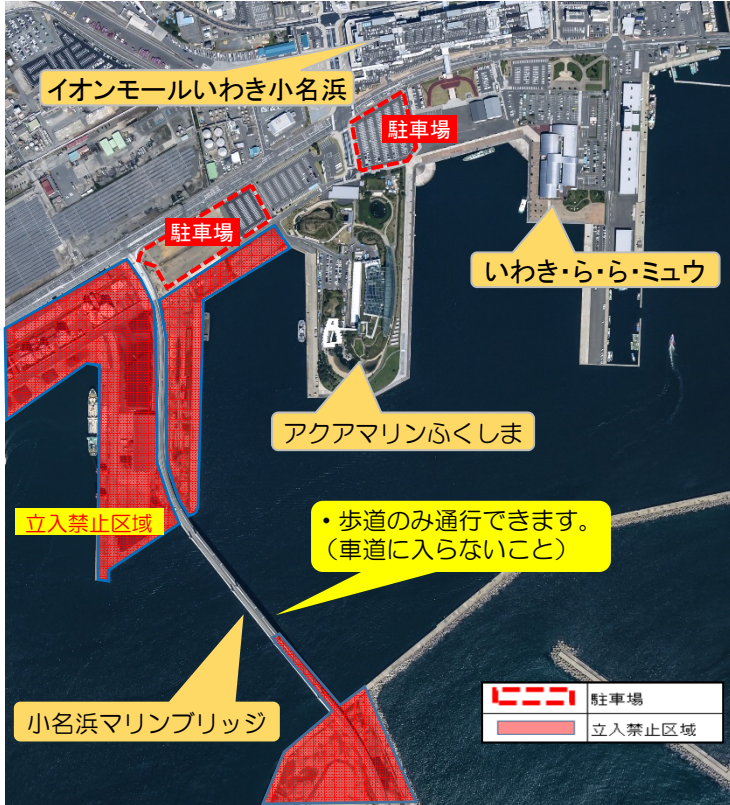 イオンモールいわき小名浜
駐車場
駐車場
いわき・ら・ら・ミュウ
アクアマリンふくしま
立入禁止区域
・歩道のみ通行できます。
（車道に入らないこと）
小名浜マリンブリッジ
駐車場
立入禁止区域